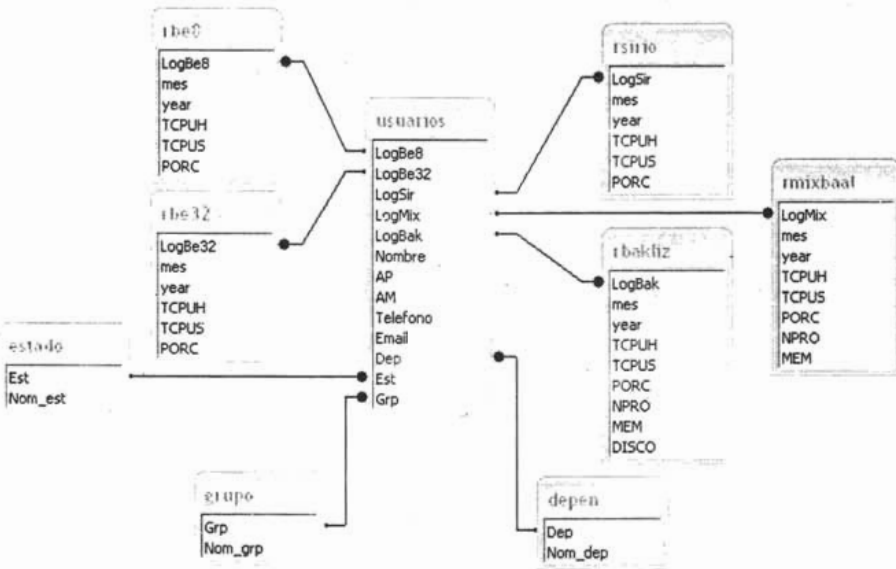 rbe8
LogBe8
mes
year
TCPUH
TCPUS
PORC
rbe32
LogBe32
mes
year
TCPUH
TCPUS
PORC
estado
Est
Nom_est
grupo
Grp
Nom_grp
usuarios
LogBe8
LogBe32
LogSir
LogMix
LogBak
Nombre
AP
AM
Telefono
Email
Dep
Est
Grp
rsirio
LogSir
mes
year
TCPUH
TCPUS
PORC
rbakliz
LogBak
mes
year
TCPUH
TCPUS
PORC
NPRO
MEM
DISCO
depen
Dep
Nom_dep
rmixbaal
LogMix
mes
year
TCPUH
TCPUS
PORC
NPRO
MEM